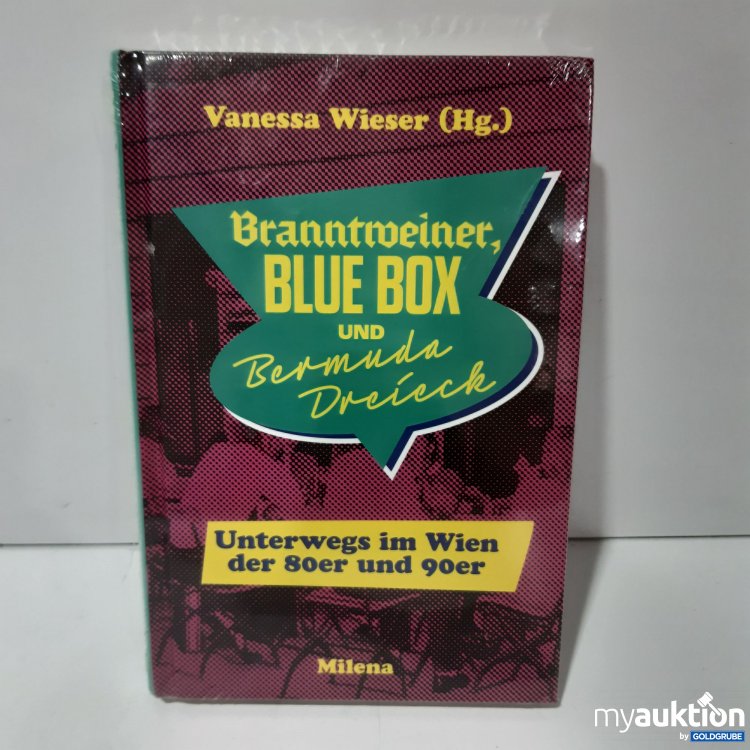 Vanessa Wieser (Hg.)
Branntweiner,
BLUE BOX
UND
Bermuda
Dreieck
Unterwegs im Wien
der 80er und 90er
Milena
myauktion
by GOLDGRUBE